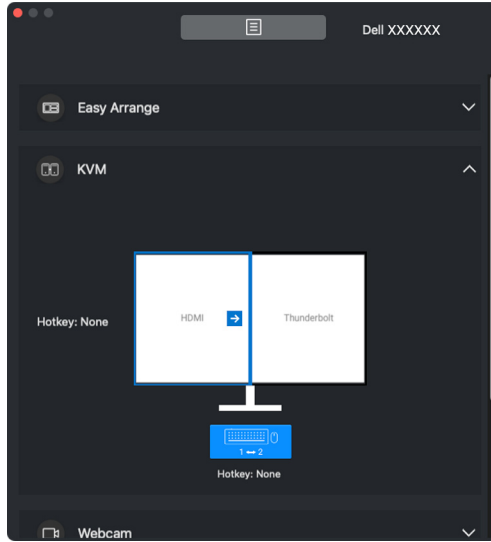 Dell XXXXXX
Easy Arrange
KVM
Hotkey: None
HDMI
Thunderbolt
1 ↔ 2
Hotkey: None
Webcam